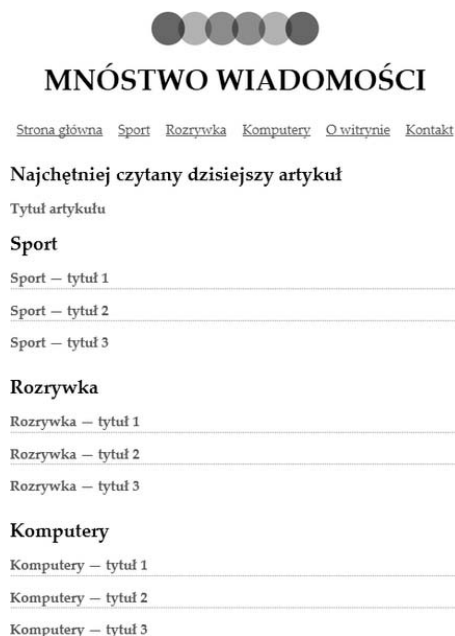 MNÓSTWO WIADOMOŚCI
Strona główna Sport Rozrywka Komputery O witrynie Kontakt
Najchętniej czytany dzisiejszy artykuł
Tytuł artykułu
Sport
Sport — tytuł 1
Sport — tytuł 2
Sport — tytuł 3
Rozrywka
Rozrywka — tytuł 1
Rozrywka — tytuł 2
Rozrywka — tytuł 3
Komputery
Komputery — tytuł 1
Komputery — tytuł 2
Komputery — tytuł 3